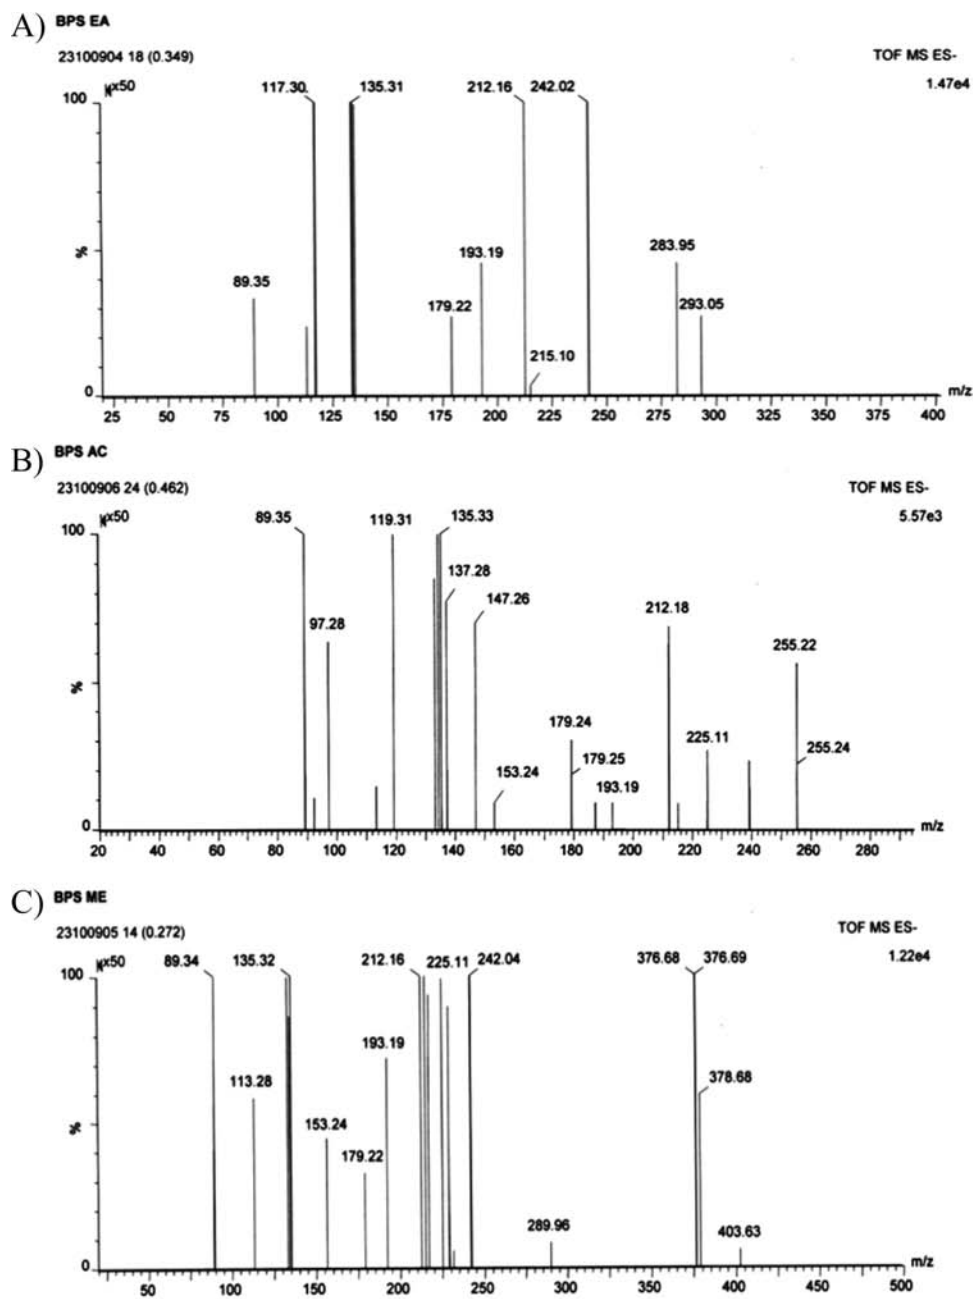 A) BPS EA
23100904 18 (0.349) TOF MS ES-
1.47e4
x50
100 117.30 135.31 212.16 242.02
%
193.19 283.95
89.35 179.22 293.05
215.10
0
25 50 75 100 125 150 175 200 225 250 275 300 325 350 375 400 m/z
B) BPS AC
23100906 24 (0.462) TOF MS ES-
5.57e3
x50
100 89.35 119.31 135.33
137.28
147.26
97.28 212.18
255.22
%
179.24 225.11
179.25 255.24
153.24 193.19
0
20 40 60 80 100 120 140 160 180 200 220 240 260 280 m/z
C) BPS ME
23100905 14 (0.272) TOF MS ES-
1.22e4
x50
100 89.34 135.32 212.16 225.11 242.04 376.68 376.69
193.19
113.28 378.68
153.24
%
179.22
289.96 403.63
0
50 100 150 200 250 300 350 400 450 500 m/z